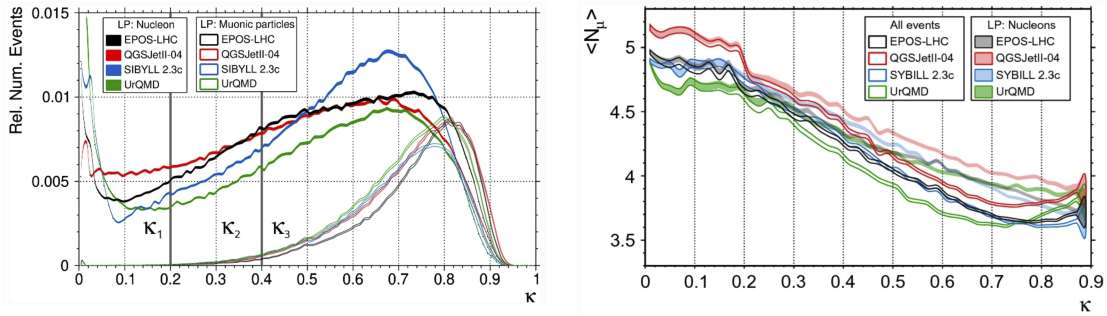 Rel. Num. Events
0.015
0.01
0.005
0
LP: Nucleon
EPOS-LHC
QGSJetII-04
SIBYLL 2.3c
UrQMD
LP: Muonic particles
EPOS-LHC
QGSJetII-04
SIBYLL 2.3c
UrQMD
κ1
κ2
κ3
0 0.1 0.2 0.3 0.4 0.5 0.6 0.7 0.8 0.9 1
κ
<Nμ>
5
4.5
4
3.5
All events
EPOS-LHC
QGSJetII-04
SYBILL 2.3c
UrQMD
LP: Nucleons
EPOS-LHC
QGSJetII-04
SYBILL 2.3c
UrQMD
0 0.1 0.2 0.3 0.4 0.5 0.6 0.7 0.8 0.9
κ